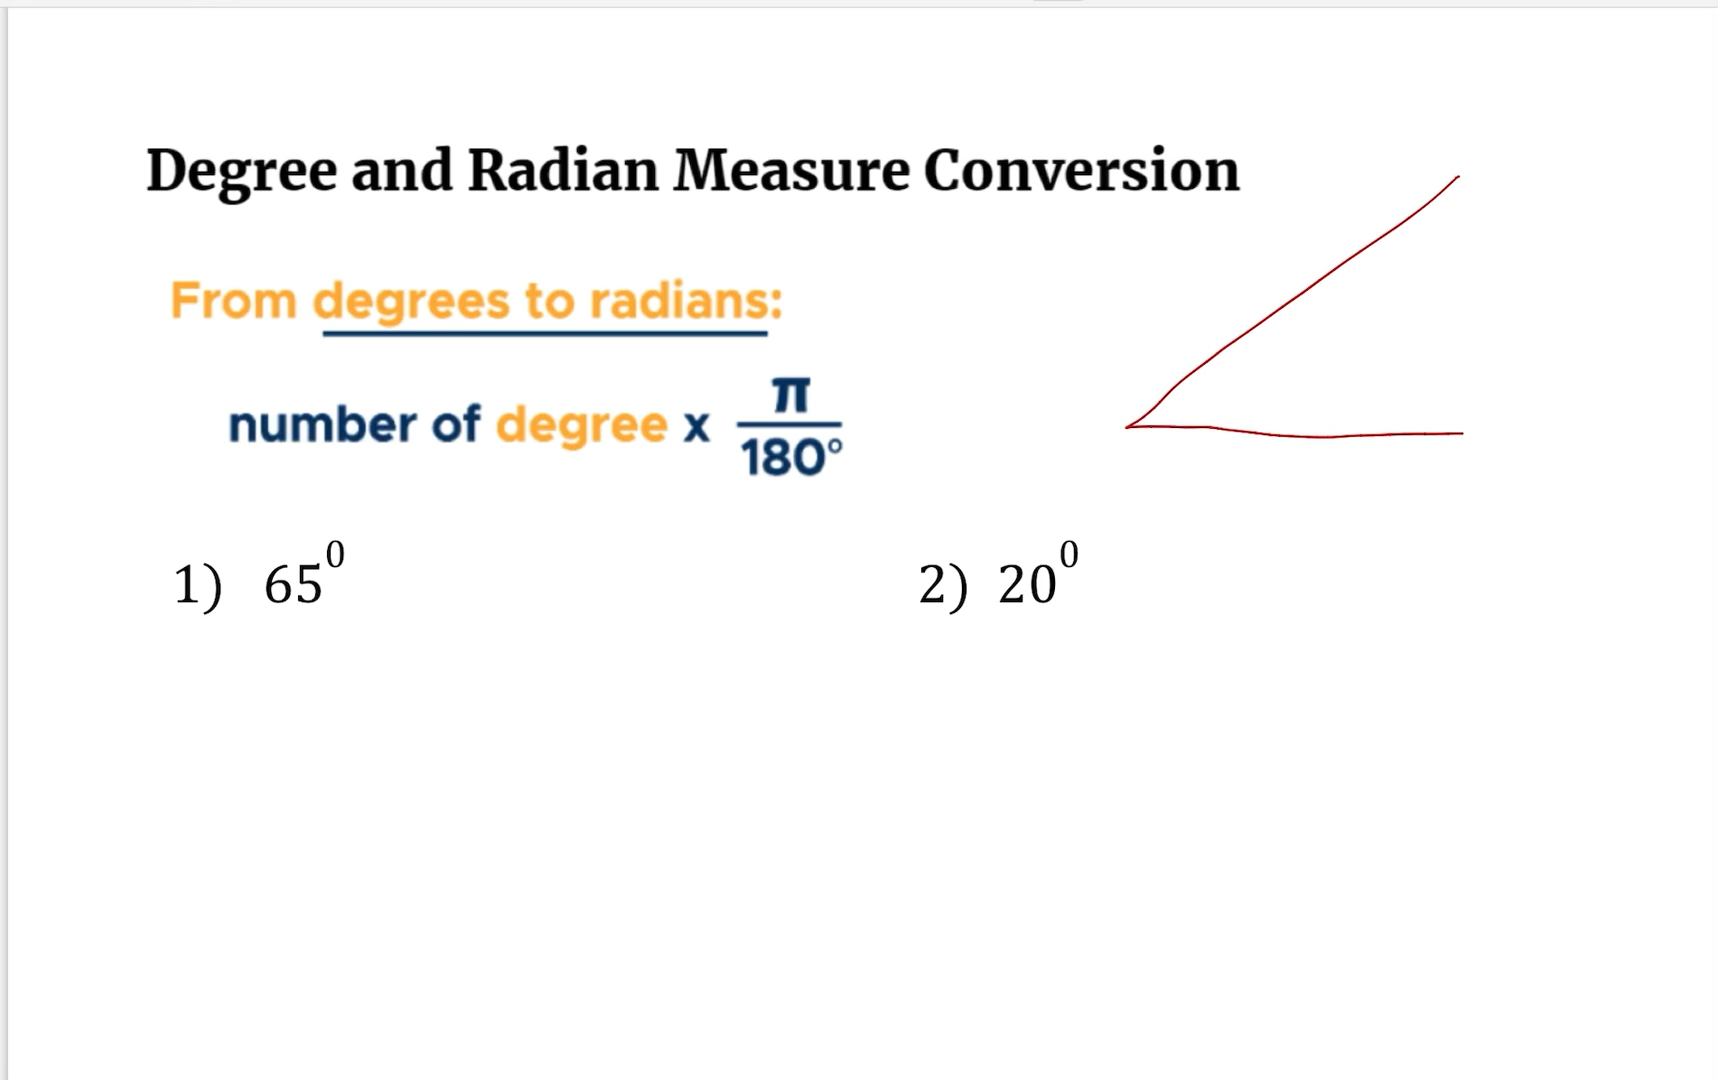 Degree and Radian Measure Conversion
From degrees to radians:
number of degree x π/180°
1) 65⁰
2) 20⁰